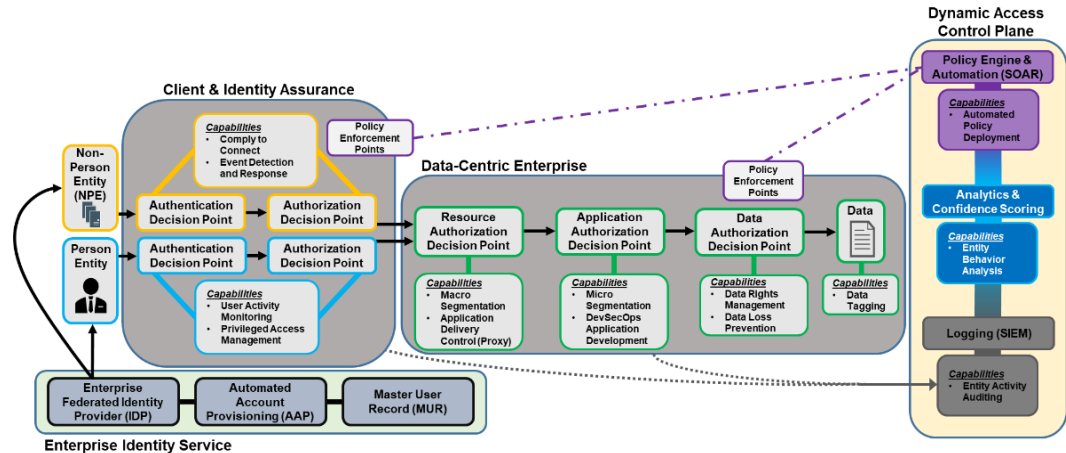 Dynamic Access
Control Plane
Policy Engine &
Automation (SOAR)
Capabilities
• Automated
Policy
Deployment
Analytics &
Confidence Scoring
Capabilities
• Entity
Behavior
Analysis
Logging (SIEM)
Capabilities
• Entity Activity
Auditing
Client & Identity Assurance
Capabilities
• Comply to
Connect
• Event Detection
and Response
Policy
Enforcement
Points
Non-
Person
Entity
(NPE)
Authentication
Decision Point
Authorization
Decision Point
Person
Entity
Authentication
Decision Point
Authorization
Decision Point
Capabilities
• User Activity
Monitoring
• Privileged Access
Management
Data-Centric Enterprise
Policy
Enforcement
Points
Resource
Authorization
Decision Point
Application
Authorization
Decision Point
Data
Authorization
Decision Point
Data
Capabilities
• Macro
Segmentation
• Application
Delivery
Control (Proxy)
Capabilities
• Micro
Segmentation
• DevSecOps
Application
Development
Capabilities
• Data Rights
Management
• Data Loss
Prevention
Capabilities
• Data
Tagging
Enterprise
Federated Identity
Provider (IDP)
Automated
Account
Provisioning (AAP)
Master User
Record (MUR)
Enterprise Identity Service